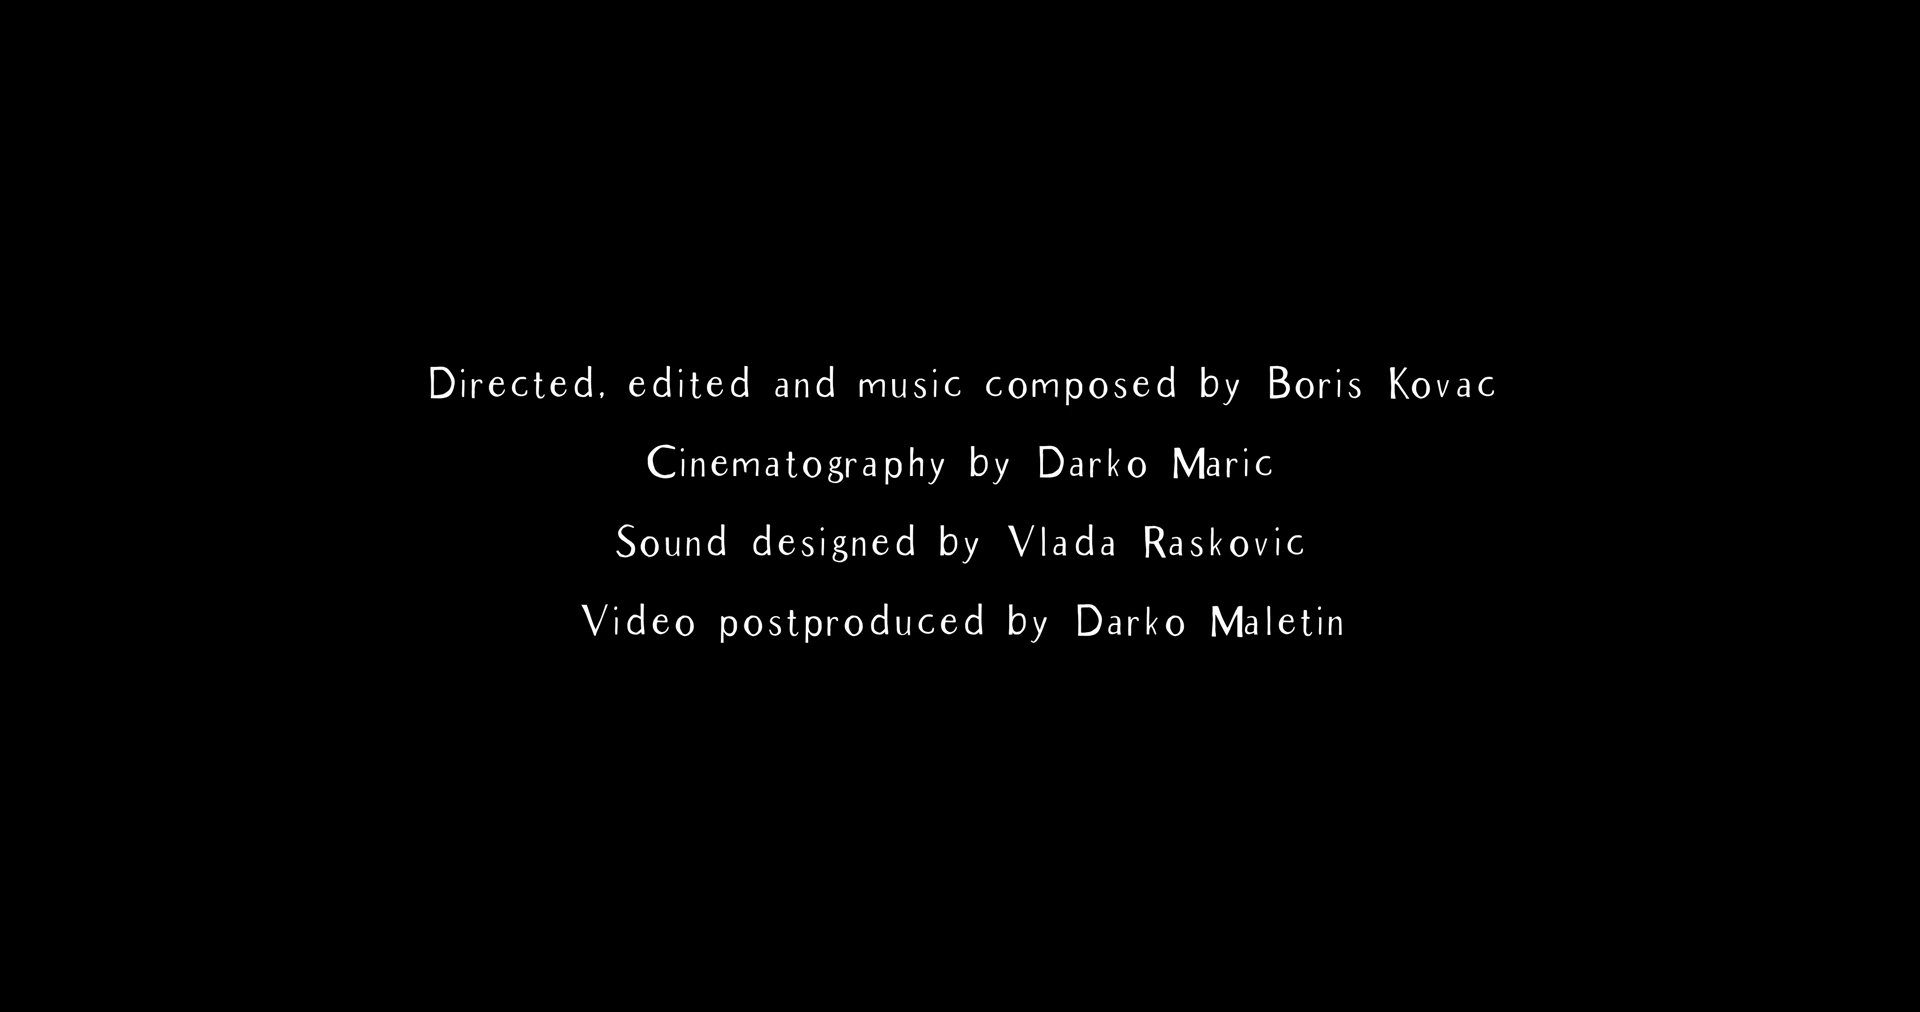 Directed, edited and music composed by Boris Kovac
Cinematography by Darko Maric
Sound designed by Vlada Raskovic
Video postproduced by Darko Maletin